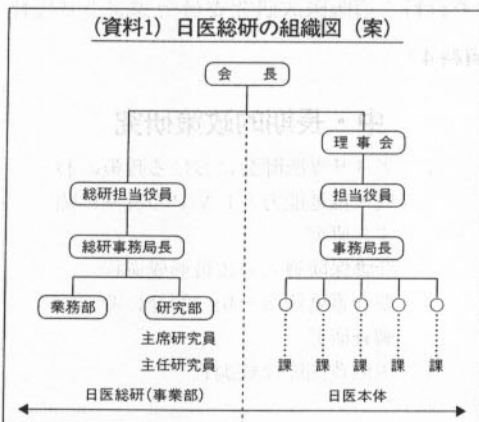 (資料1) 日医総研の組織図(案)
会長
理事会
総研担当役員
担当役員
総研事務局長
事務局長
業務部
研究部
○ ○ ○ ○ ○
主席研究員
主任研究員
課 課 課 課 課
日医総研(事業部)
日医本体